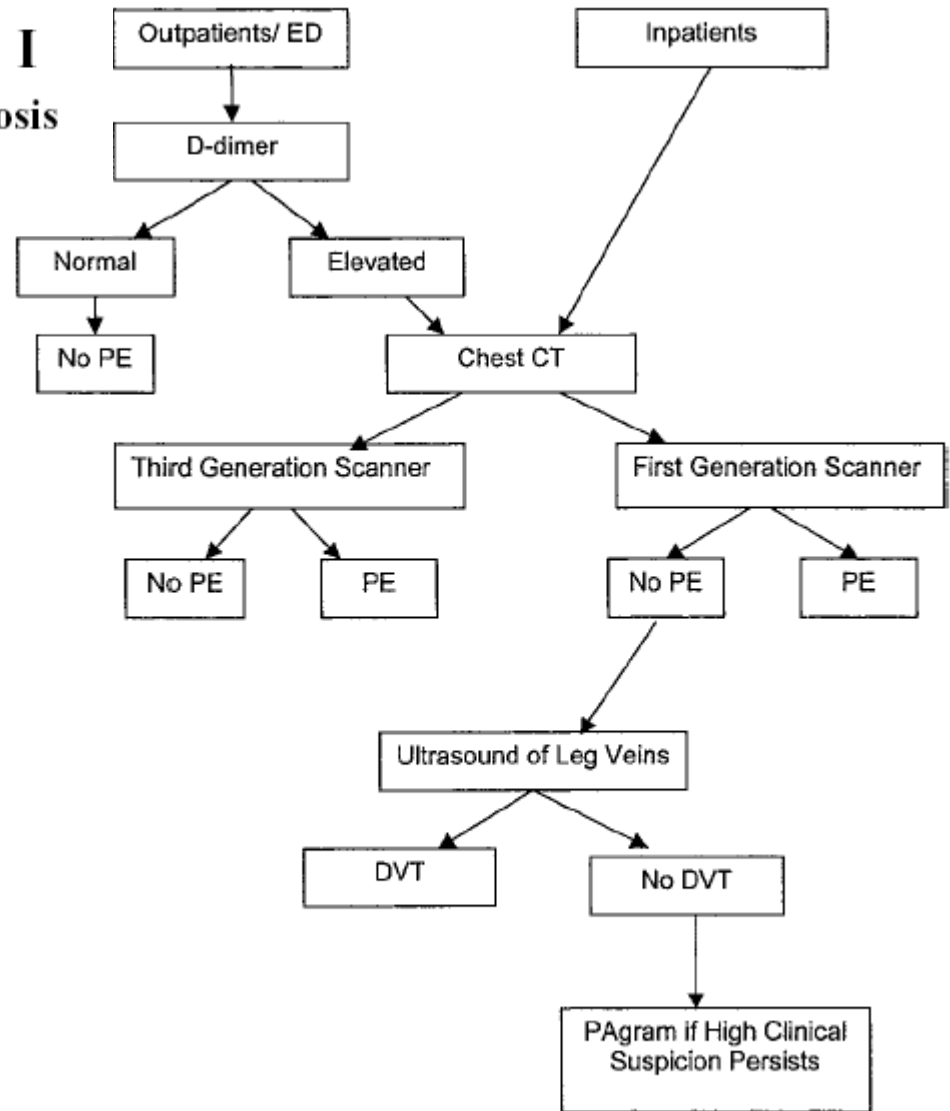 I
osis
Outpatients/ ED
Inpatients
D-dimer
Normal
Elevated
No PE
Chest CT
Third Generation Scanner
First Generation Scanner
No PE
PE
No PE
PE
Ultrasound of Leg Veins
DVT
No DVT
PAgram if High Clinical
Suspicion Persists